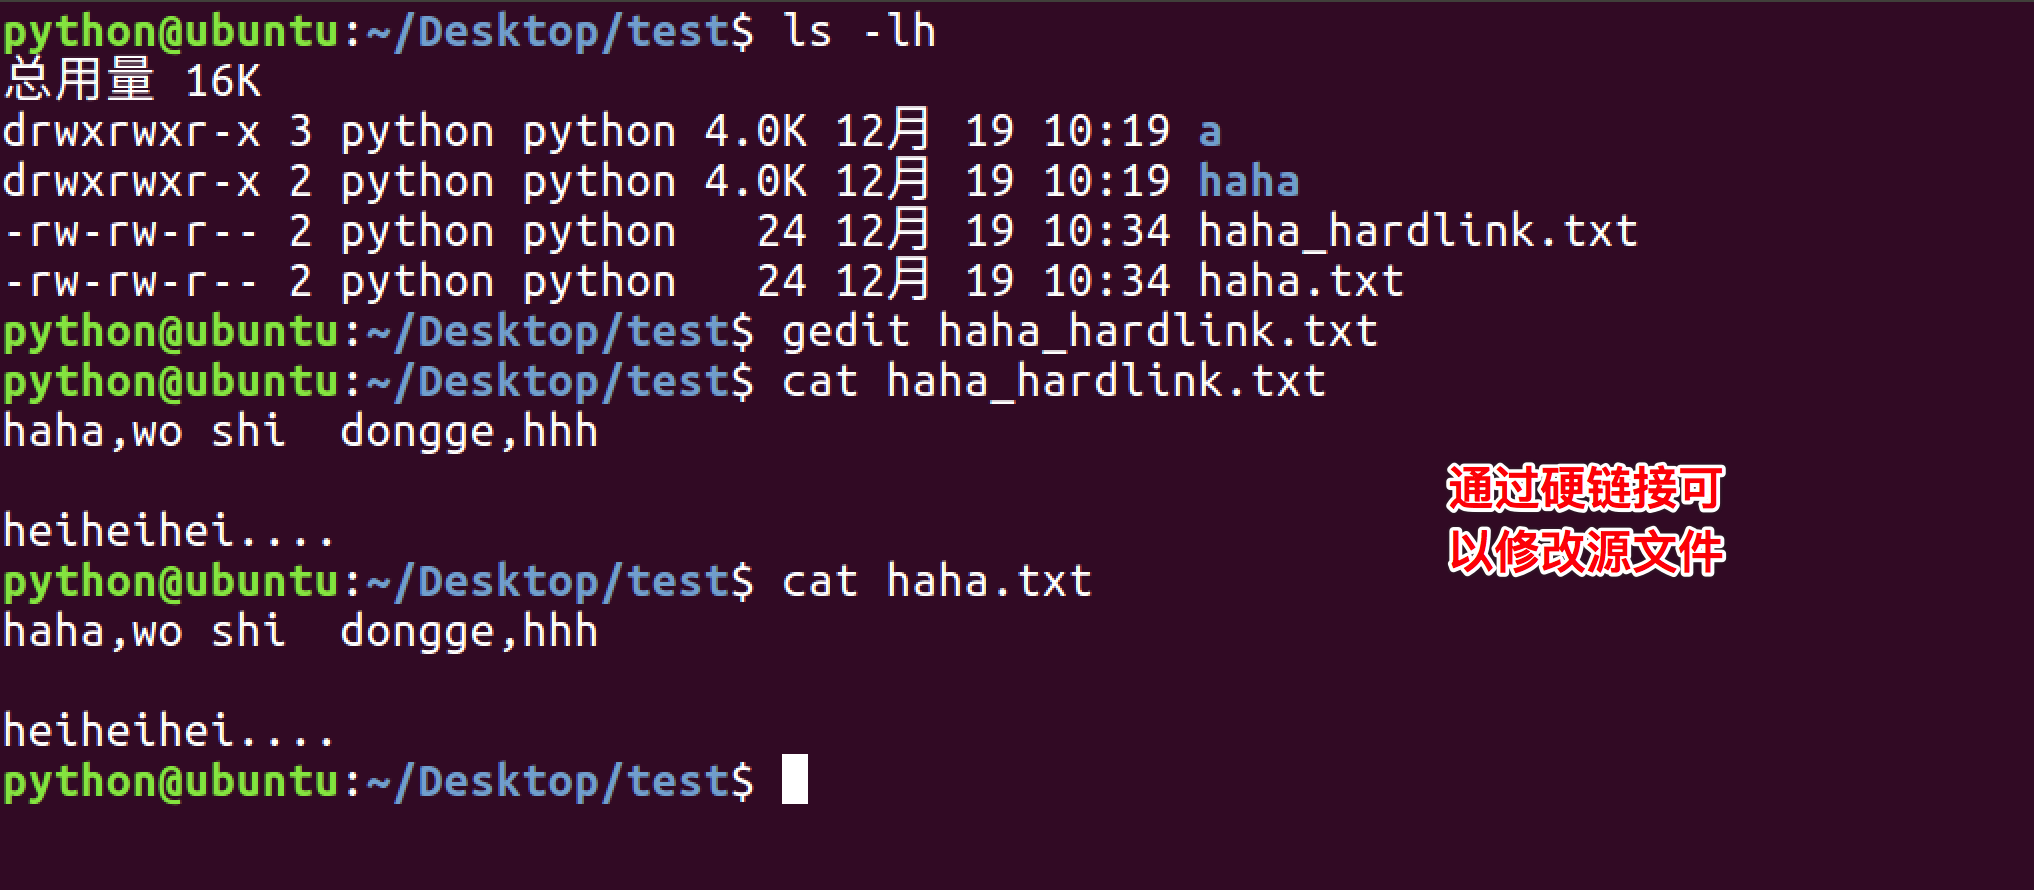 python@ubuntu:~/Desktop/test$ ls -lh
总用量 16K
drwxrwxr-x 3 python python 4.0K 12月 19 10:19 a
drwxrwxr-x 2 python python 4.0K 12月 19 10:19 haha
-rw-rw-r-- 2 python python   24 12月 19 10:34 haha_hardlink.txt
-rw-rw-r-- 2 python python   24 12月 19 10:34 haha.txt
python@ubuntu:~/Desktop/test$ gedit haha_hardlink.txt
python@ubuntu:~/Desktop/test$ cat haha_hardlink.txt
haha,wo shi  dongge,hhh
heiheihei....
python@ubuntu:~/Desktop/test$ cat haha.txt
haha,wo shi  dongge,hhh
heiheihei....
python@ubuntu:~/Desktop/test$
通过硬链接可
以修改源文件